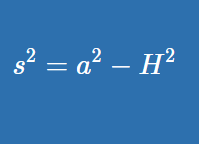 s² = a² − H²